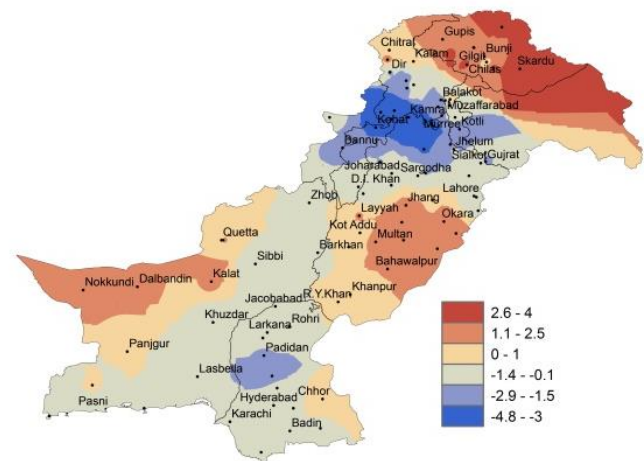 Gupis
Chitral
Kalam
Gilgit
Bunji
Skardu
Chilas
Dir
Balakot
Kamra
Muzaffarabad
Kohat
Murree
Kotli
Bannu
Jhelum
Joharabad
Sialkot
Gujrat
D.I. Khan
Sargodha
Zhob
Lahore
Layyah
Jhang
Okara
Kot Addu
Quetta
Multan
Barkhan
Sibbi
Bahawalpur
Kalat
Nokkundi
Dalbandin
R.Y.Khan
Khanpur
Jacobabad
Khuzdar
Rohri
Larkana
Padidan
Panjgur
Lasbella
Pasni
Hyderabad
Chhor
Karachi
Badin
2.6 - 4
1.1 - 2.5
0 - 1
-1.4 - -0.1
-2.9 - -1.5
-4.8 - -3